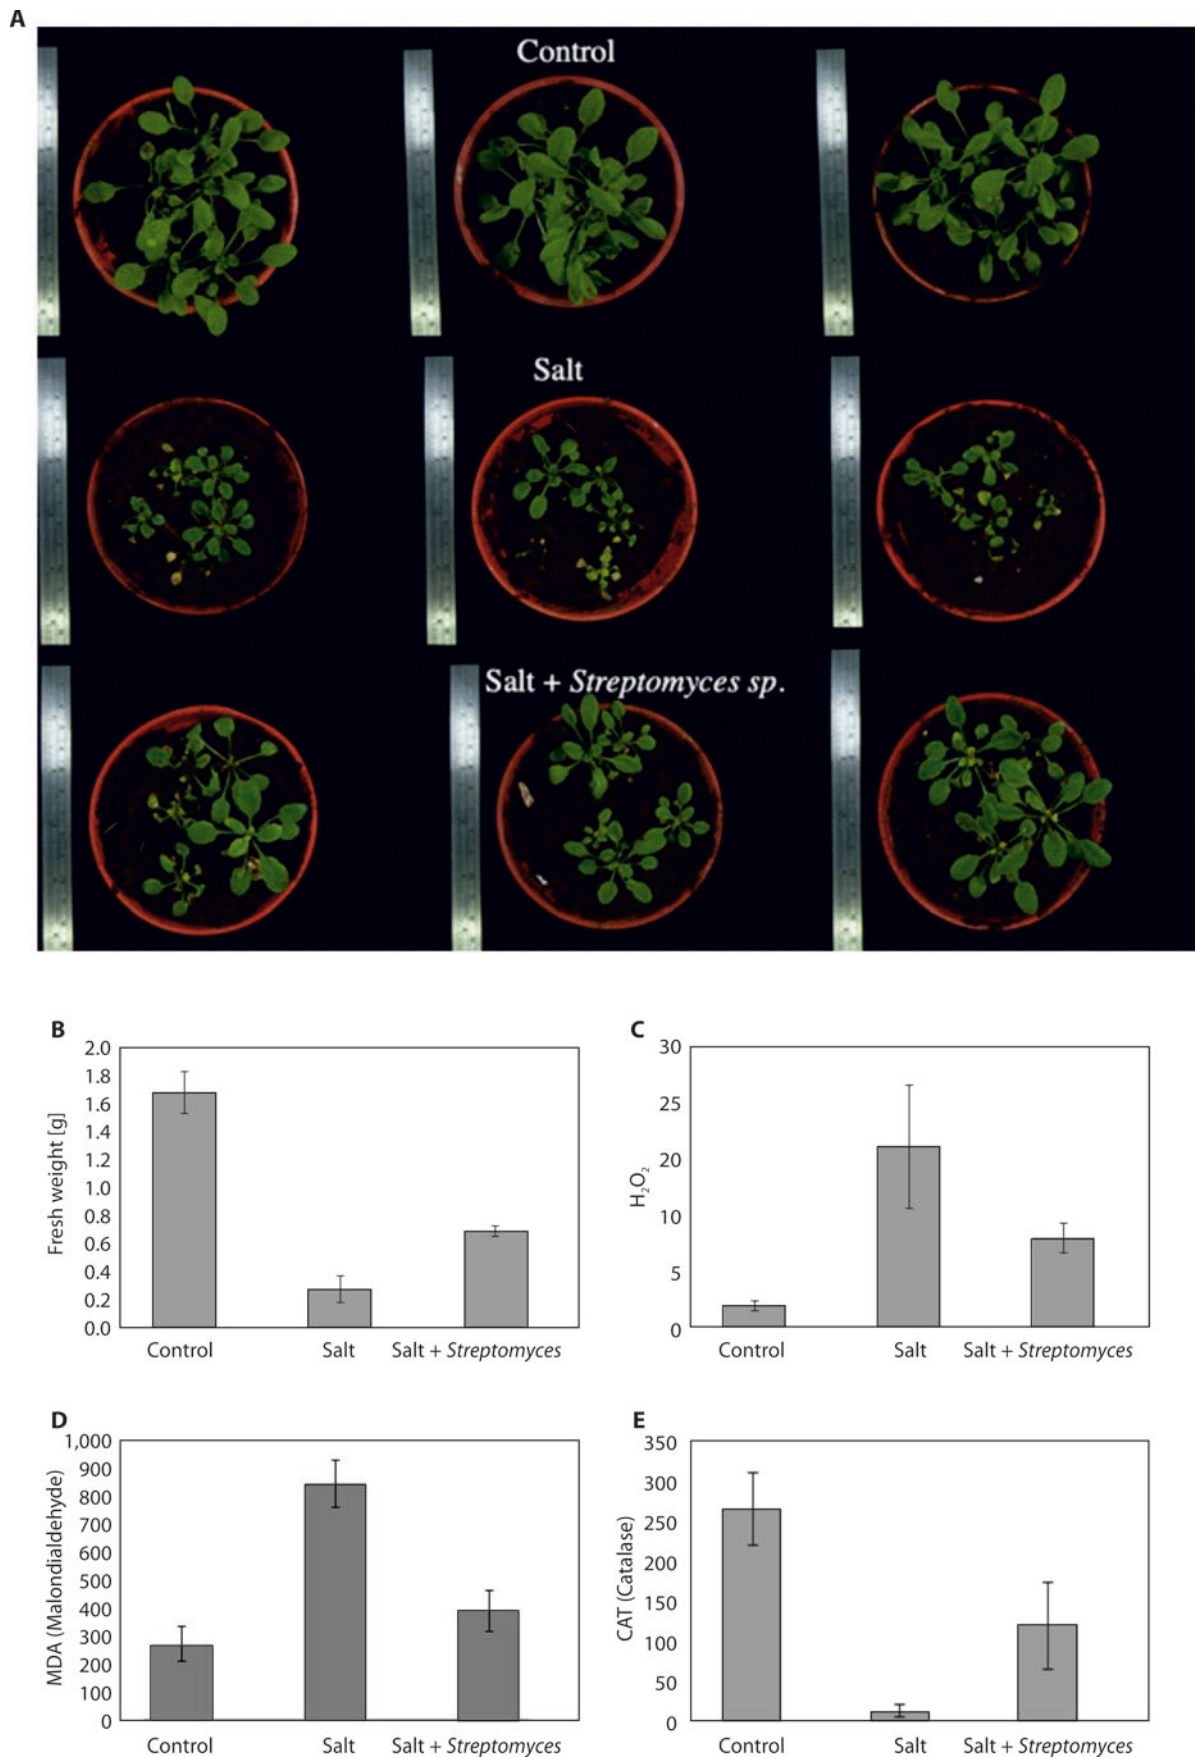 A
Control
Salt
Salt + Streptomyces sp.
B
Fresh weight [g]
2.0
1.8
1.6
1.4
1.2
1.0
0.8
0.6
0.4
0.2
0.0
Control Salt Salt + Streptomyces
C
H₂O₂
30
25
20
10
5
0
Control Salt Salt + Streptomyces
D
MDA (Malondialdehyde)
1,000
900
800
700
600
500
400
300
200
100
0
Control Salt Salt + Streptomyces
E
CAT (Catalase)
350
300
250
200
150
100
50
0
Control Salt Salt + Streptomyces